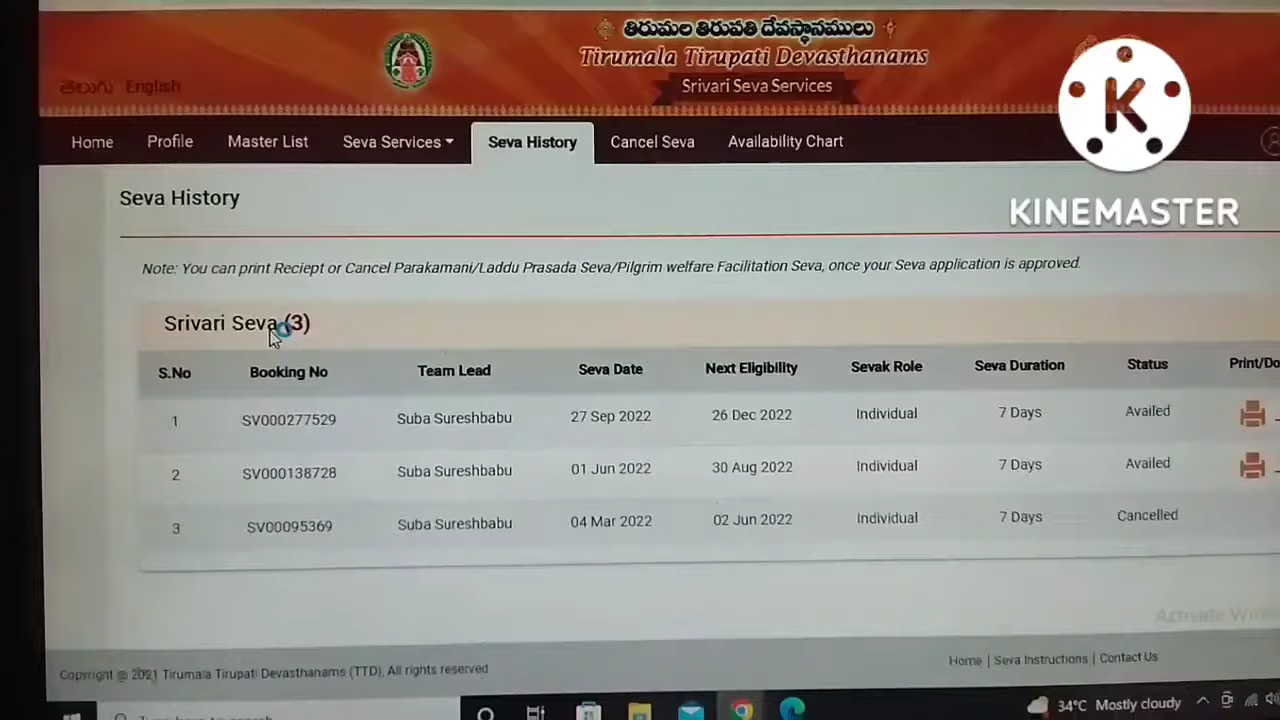 తిరుమల తిరుపతి దేవస్థానములు
Tirumala Tirupati Devasthanams
తెలుగు English
Srivari Seva Services
K
KINEMASTER
Home Profile Master List Seva Services Seva History Cancel Seva Availability Chart
Seva History
Note: You can print Reciept or Cancel Parakamani/Laddu Prasada Seva/Pilgrim welfare Facilitation Seva, once your Seva application is approved.
Srivari Seva (3)
S.No Booking No Team Lead Seva Date Next Eligibility Sevak Role Seva Duration Status Print/Do
1 SV000277529 Suba Sureshbabu 27 Sep 2022 26 Dec 2022 Individual 7 Days Availed
2 SV000138728 Suba Sureshbabu 01 Jun 2022 30 Aug 2022 Individual 7 Days Availed
3 SV00095369 Suba Sureshbabu 04 Mar 2022 02 Jun 2022 Individual 7 Days Cancelled
Activate
Copyright @ 2021 Tirumala Tirupati Devasthanams (TTD), All rights reserved
Home | Seva Instructions | Contact Us
34°C Mostly cloudy